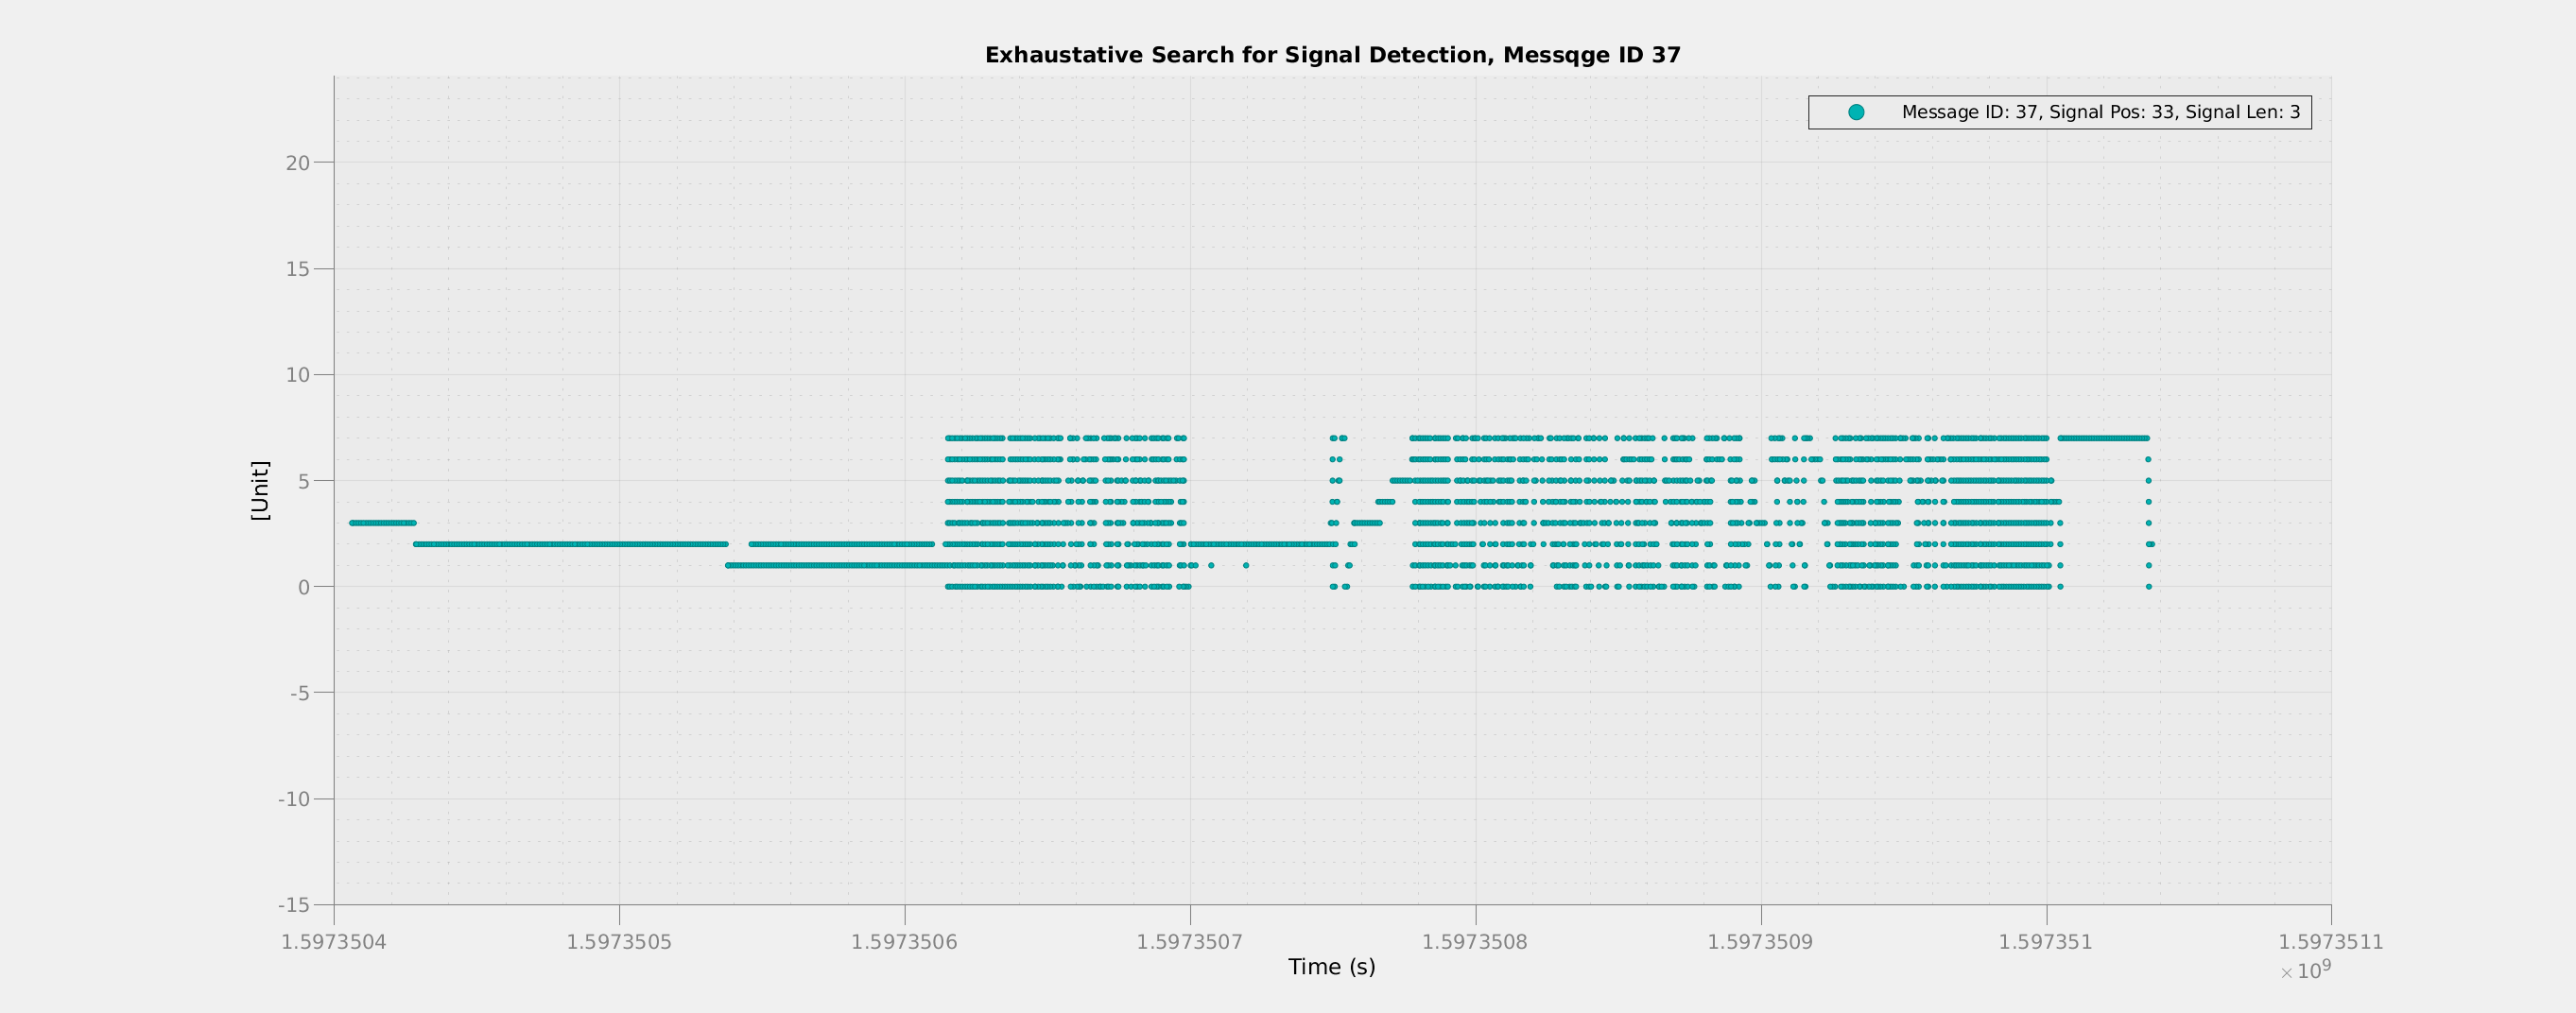 Exhaustative Search for Signal Detection, Messqge ID 37
Message ID: 37, Signal Pos: 33, Signal Len: 3
20
15
10
5
0
-5
-10
-15
[Unit]
1.5973504 1.5973505 1.5973506 1.5973507 1.5973508 1.5973509 1.597351 1.5973511
Time (s)
× 10⁹